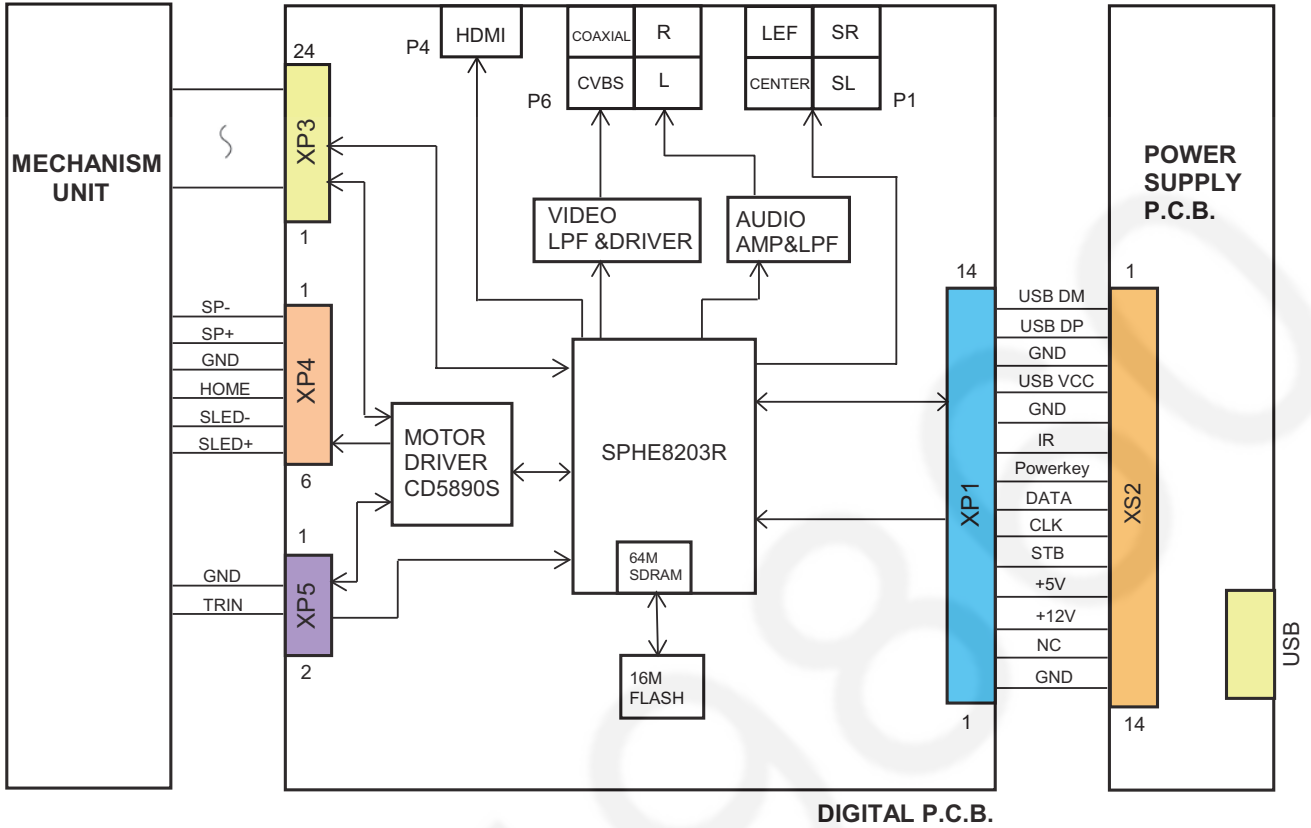 MECHANISM
UNIT
24
XP3
1
1
XP4
6
1
XP5
2
SP-
SP+
GND
HOME
SLED-
SLED+
GND
TRIN
P4
HDMI
P6
COAXIAL
R
CVBS
L
LEF
SR
CENTER
SL
P1
VIDEO
LPF &DRIVER
AUDIO
AMP&LPF
MOTOR
DRIVER
CD5890S
SPHE8203R
64M
SDRAM
16M
FLASH
14
XP1
1
USB DM
USB DP
GND
USB VCC
GND
IR
Powerkey
DATA
CLK
STB
+5V
+12V
NC
GND
1
XS2
14
POWER
SUPPLY
P.C.B.
USB
DIGITAL P.C.B.